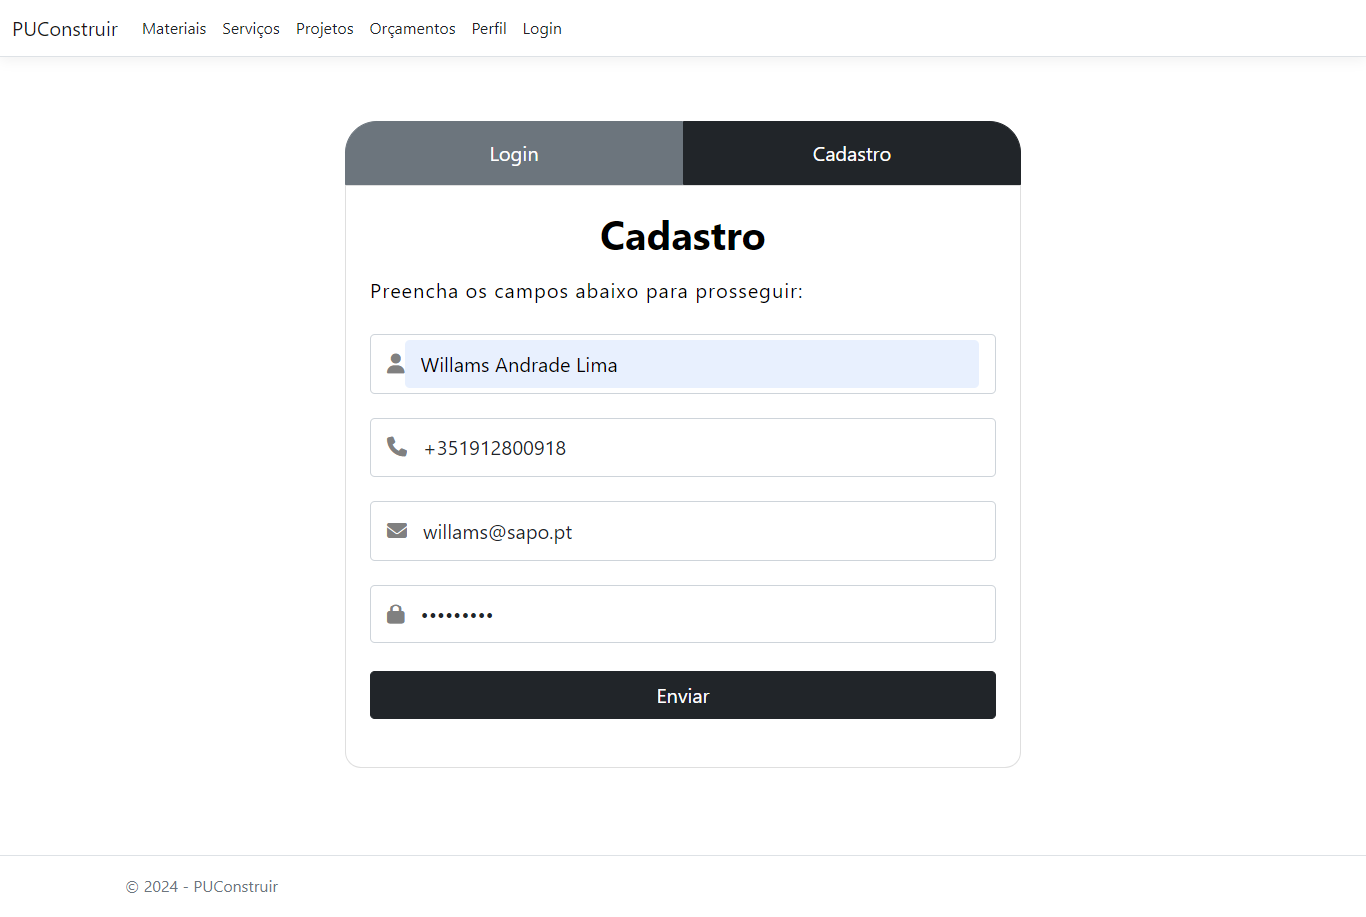 PUConstruir Materiais Serviços Projetos Orçamentos Perfil Login
Login Cadastro
Cadastro
Preencha os campos abaixo para prosseguir:
Willams Andrade Lima
+351912800918
willams@sapo.pt
•••••••••
Enviar
© 2024 - PUConstruir